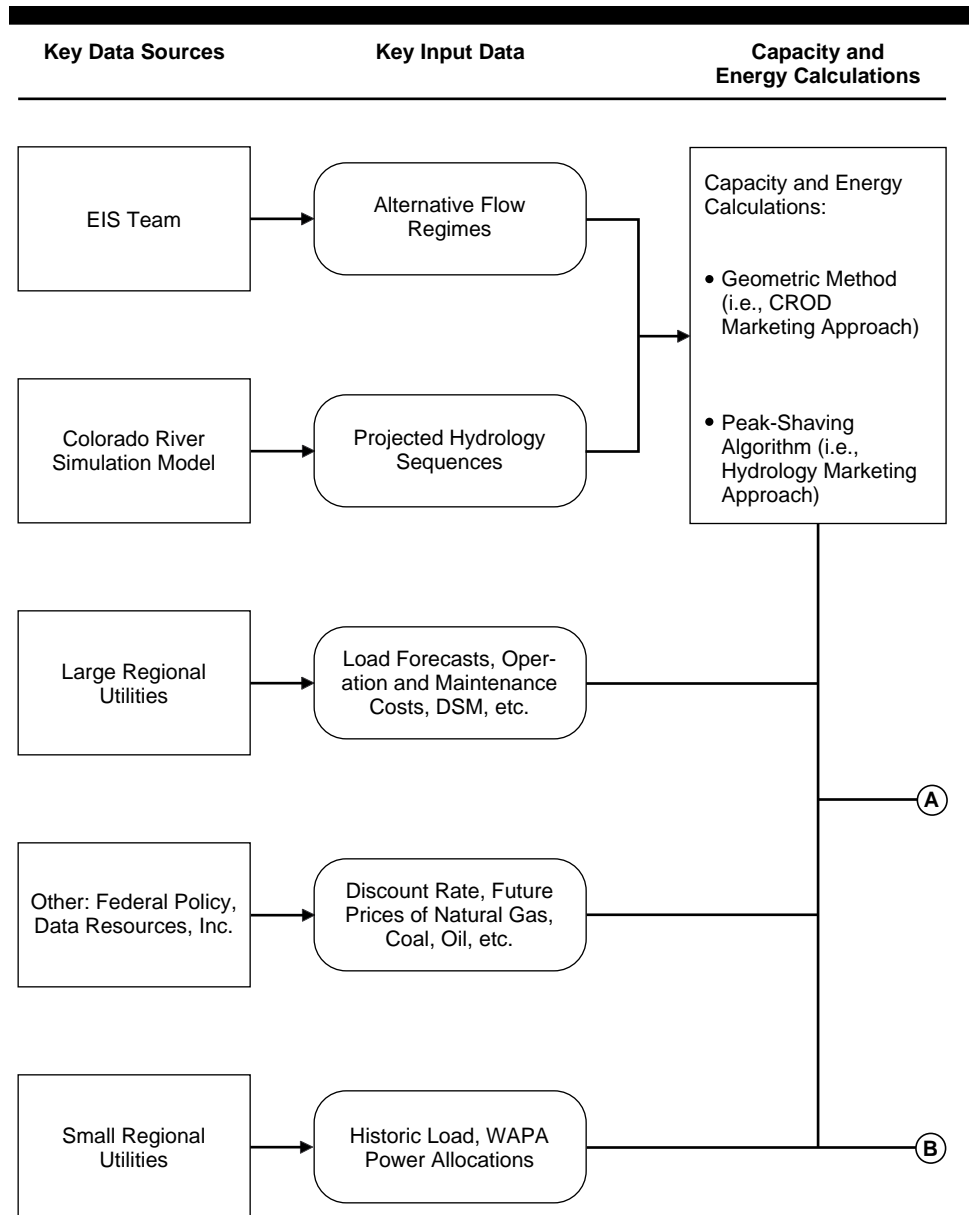 Key Data Sources
Key Input Data
Capacity and
Energy Calculations
EIS Team
Alternative Flow
Regimes
Capacity and Energy
Calculations:
• Geometric Method
(i.e., CROD
Marketing Approach)
• Peak-Shaving
Algorithm (i.e.,
Hydrology Marketing
Approach)
Colorado River
Simulation Model
Projected Hydrology
Sequences
Large Regional
Utilities
Load Forecasts, Oper-
ation and Maintenance
Costs, DSM, etc.
A
Other: Federal Policy,
Data Resources, Inc.
Discount Rate, Future
Prices of Natural Gas,
Coal, Oil, etc.
Small Regional
Utilities
Historic Load, WAPA
Power Allocations
B